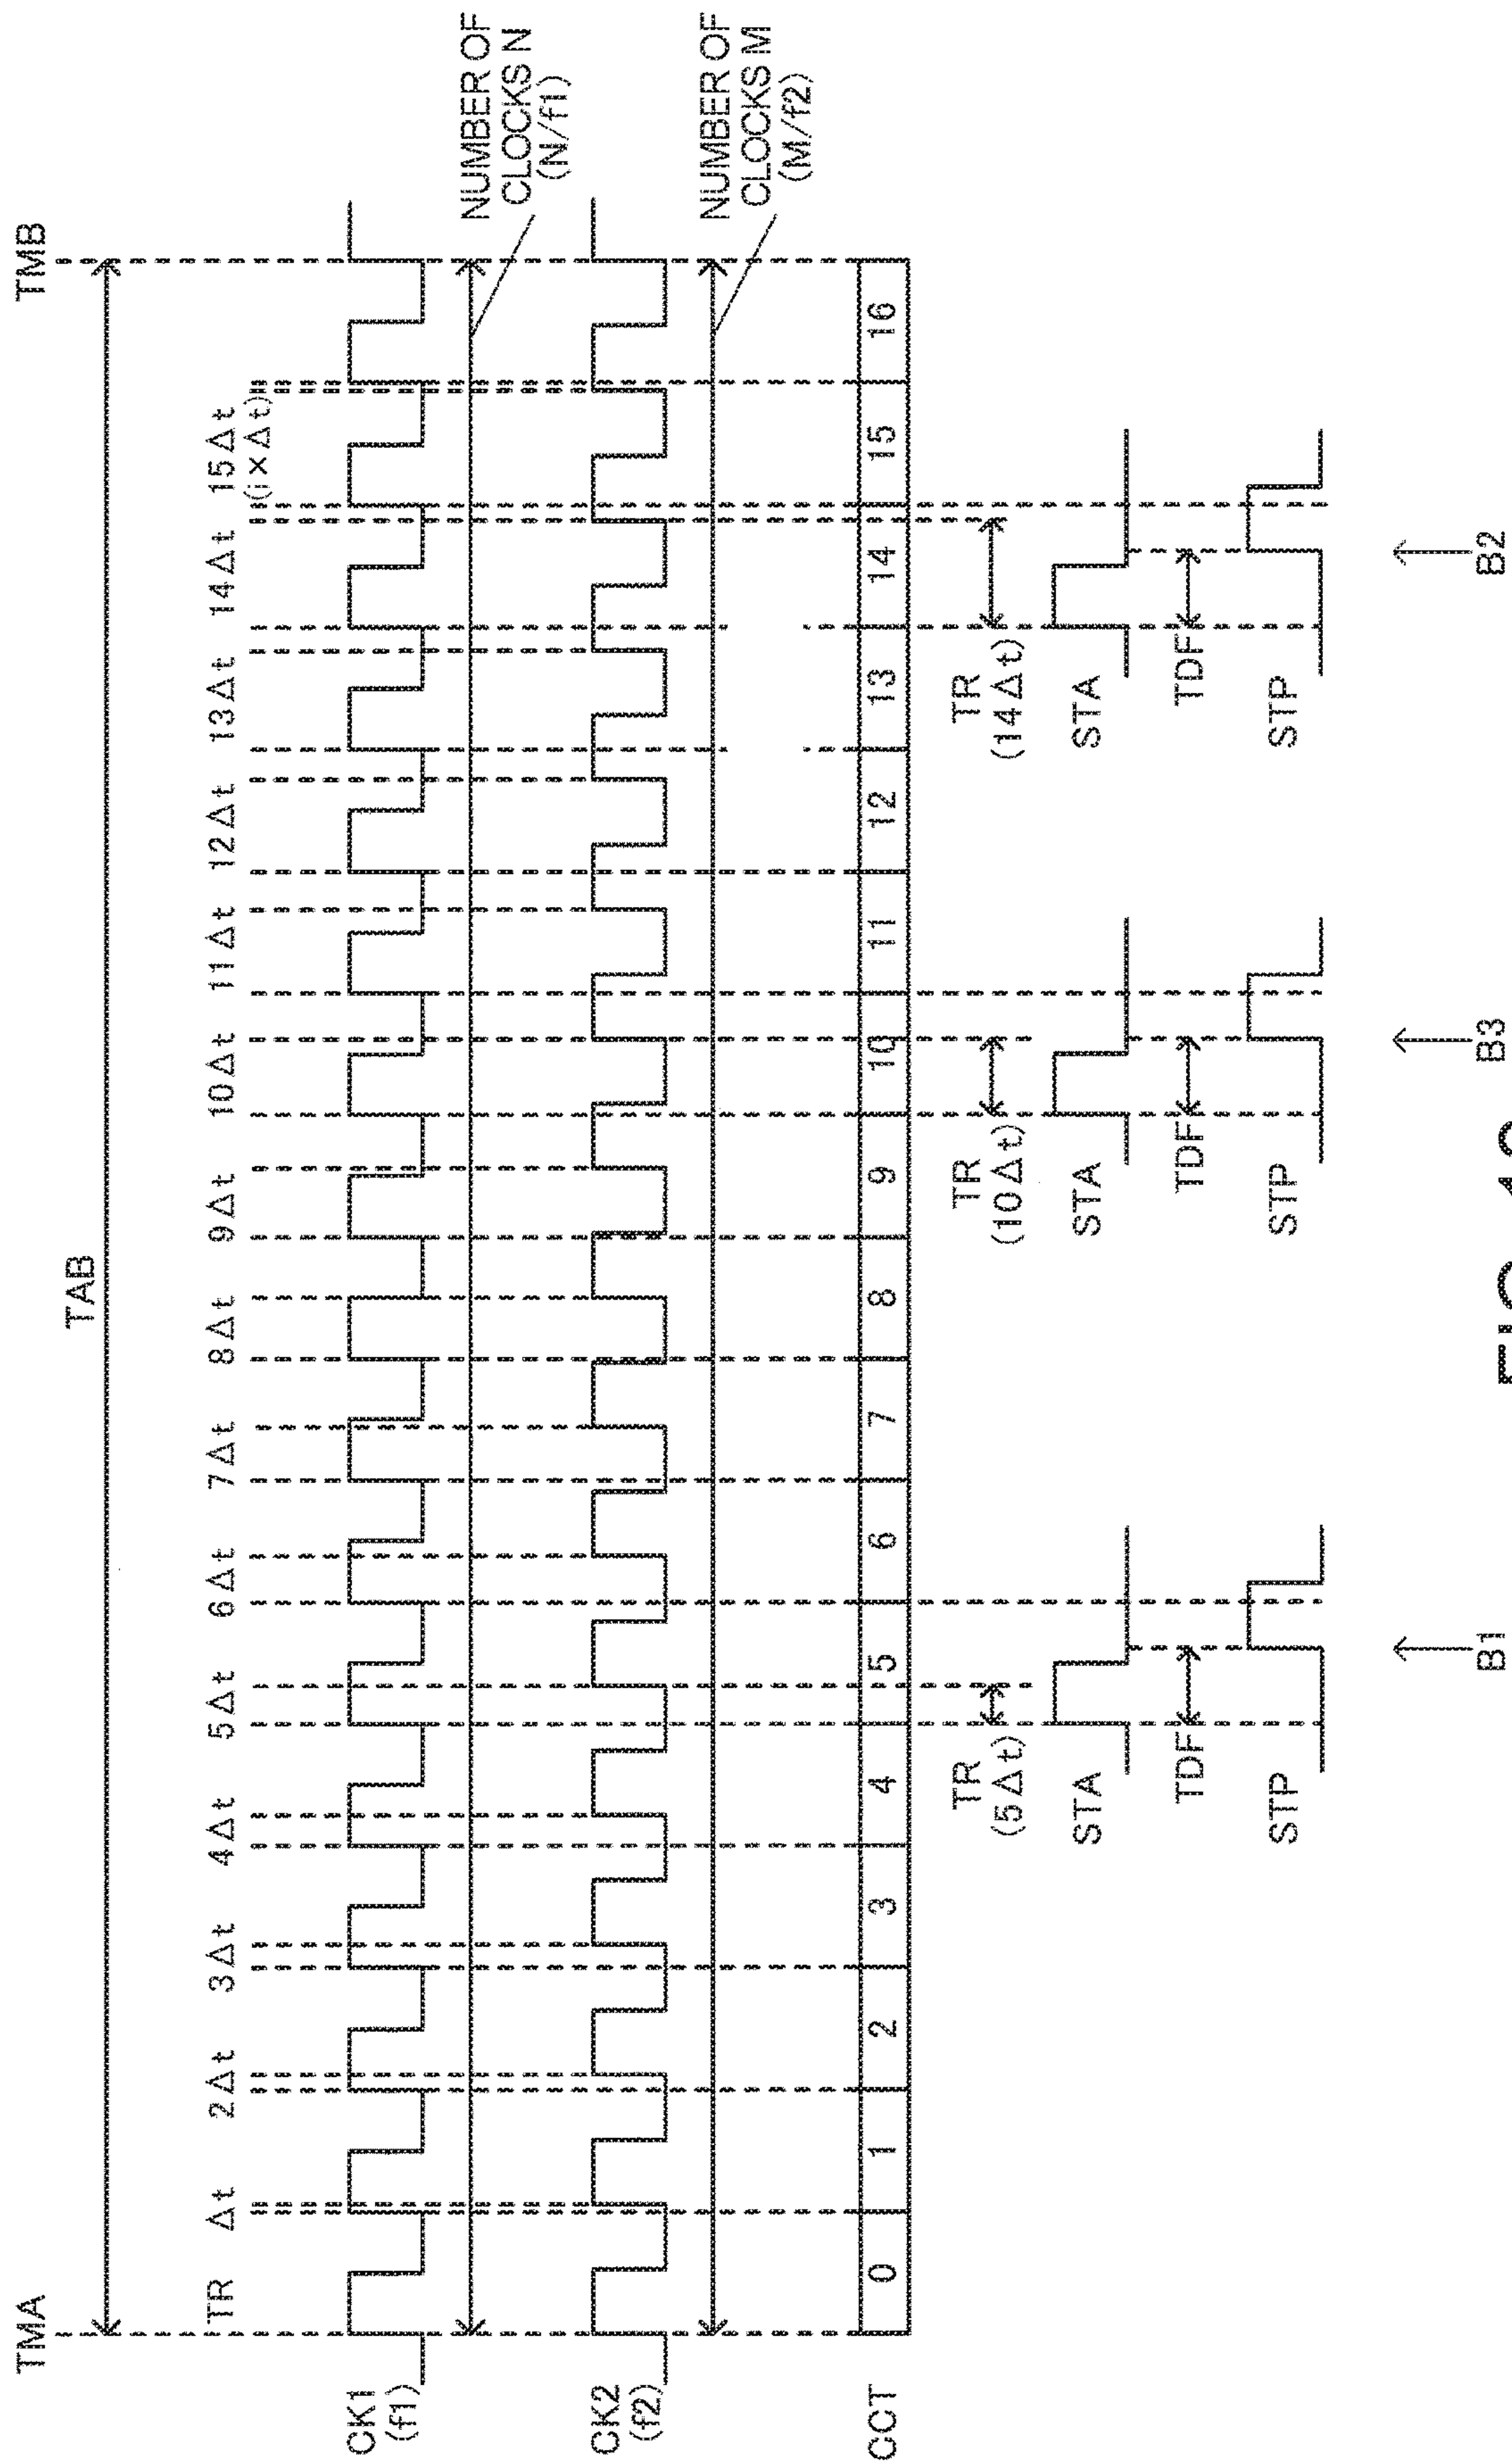 TMA
TMB
TAB
TR
Δt
2Δt
3Δt
4Δt
5Δt
6Δt
7Δt
8Δt
9Δt
10Δt
11Δt
12Δt
13Δt
14Δt
15Δt
(i×Δt)
CK1
(f1)
NUMBER OF
CLOCKS N
(N/f1)
CK2
(f2)
NUMBER OF
CLOCKS M
(M/f2)
CCT
0
1
2
3
4
5
6
7
8
9
10
11
12
13
14
15
16
TR
(5Δt)
STA
TDF
STP
B1
TR
(10Δt)
STA
TDF
STP
B3
TR
(14Δt)
STA
TDF
STP
B2